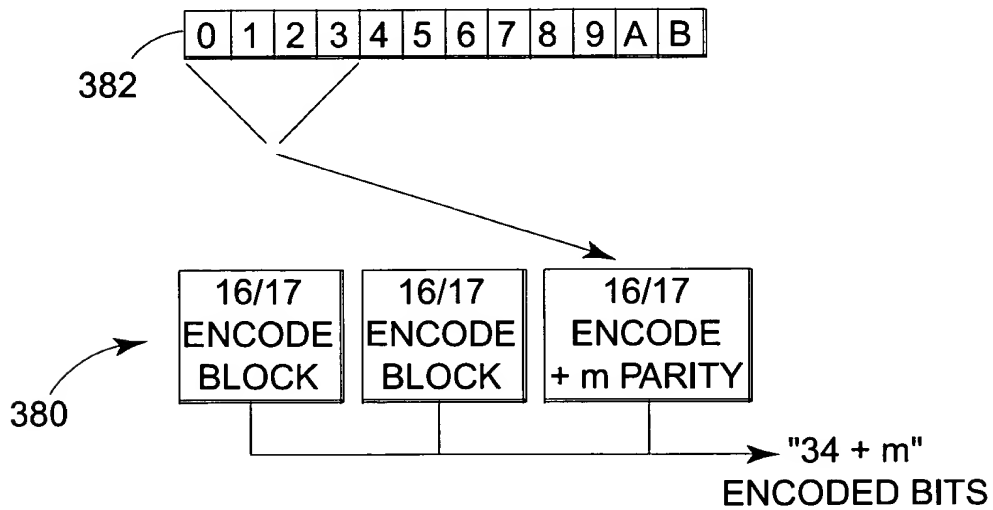 0 1 2 3 4 5 6 7 8 9 A B
382
16/17 ENCODE BLOCK
16/17 ENCODE BLOCK
16/17 ENCODE + m PARITY
380
"34 + m"
ENCODED BITS